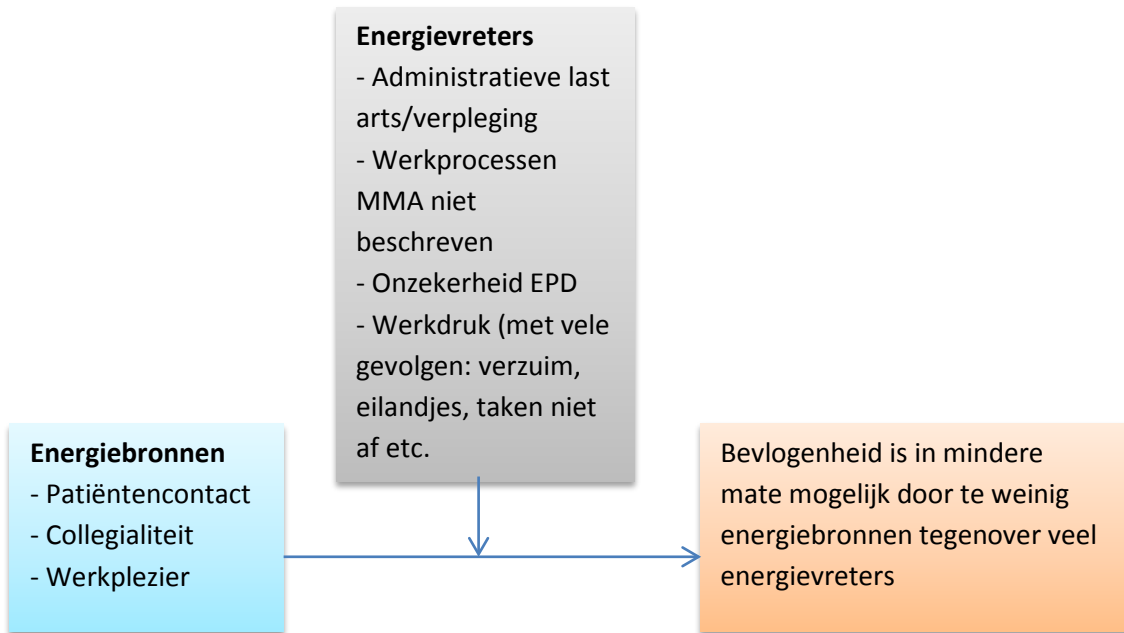 Energievreters
- Administratieve last
arts/verpleging
- Werkprocessen
MMA niet
beschreven
- Onzekerheid EPD
- Werkdruk (met vele
gevolgen: verzuim,
eilandjes, taken niet
af etc.
Energiebronnen
- Patiëntencontact
- Collegialiteit
- Werkplezier
Bevlogenheid is in mindere
mate mogelijk door te weinig
energiebronnen tegenover veel
energievreters